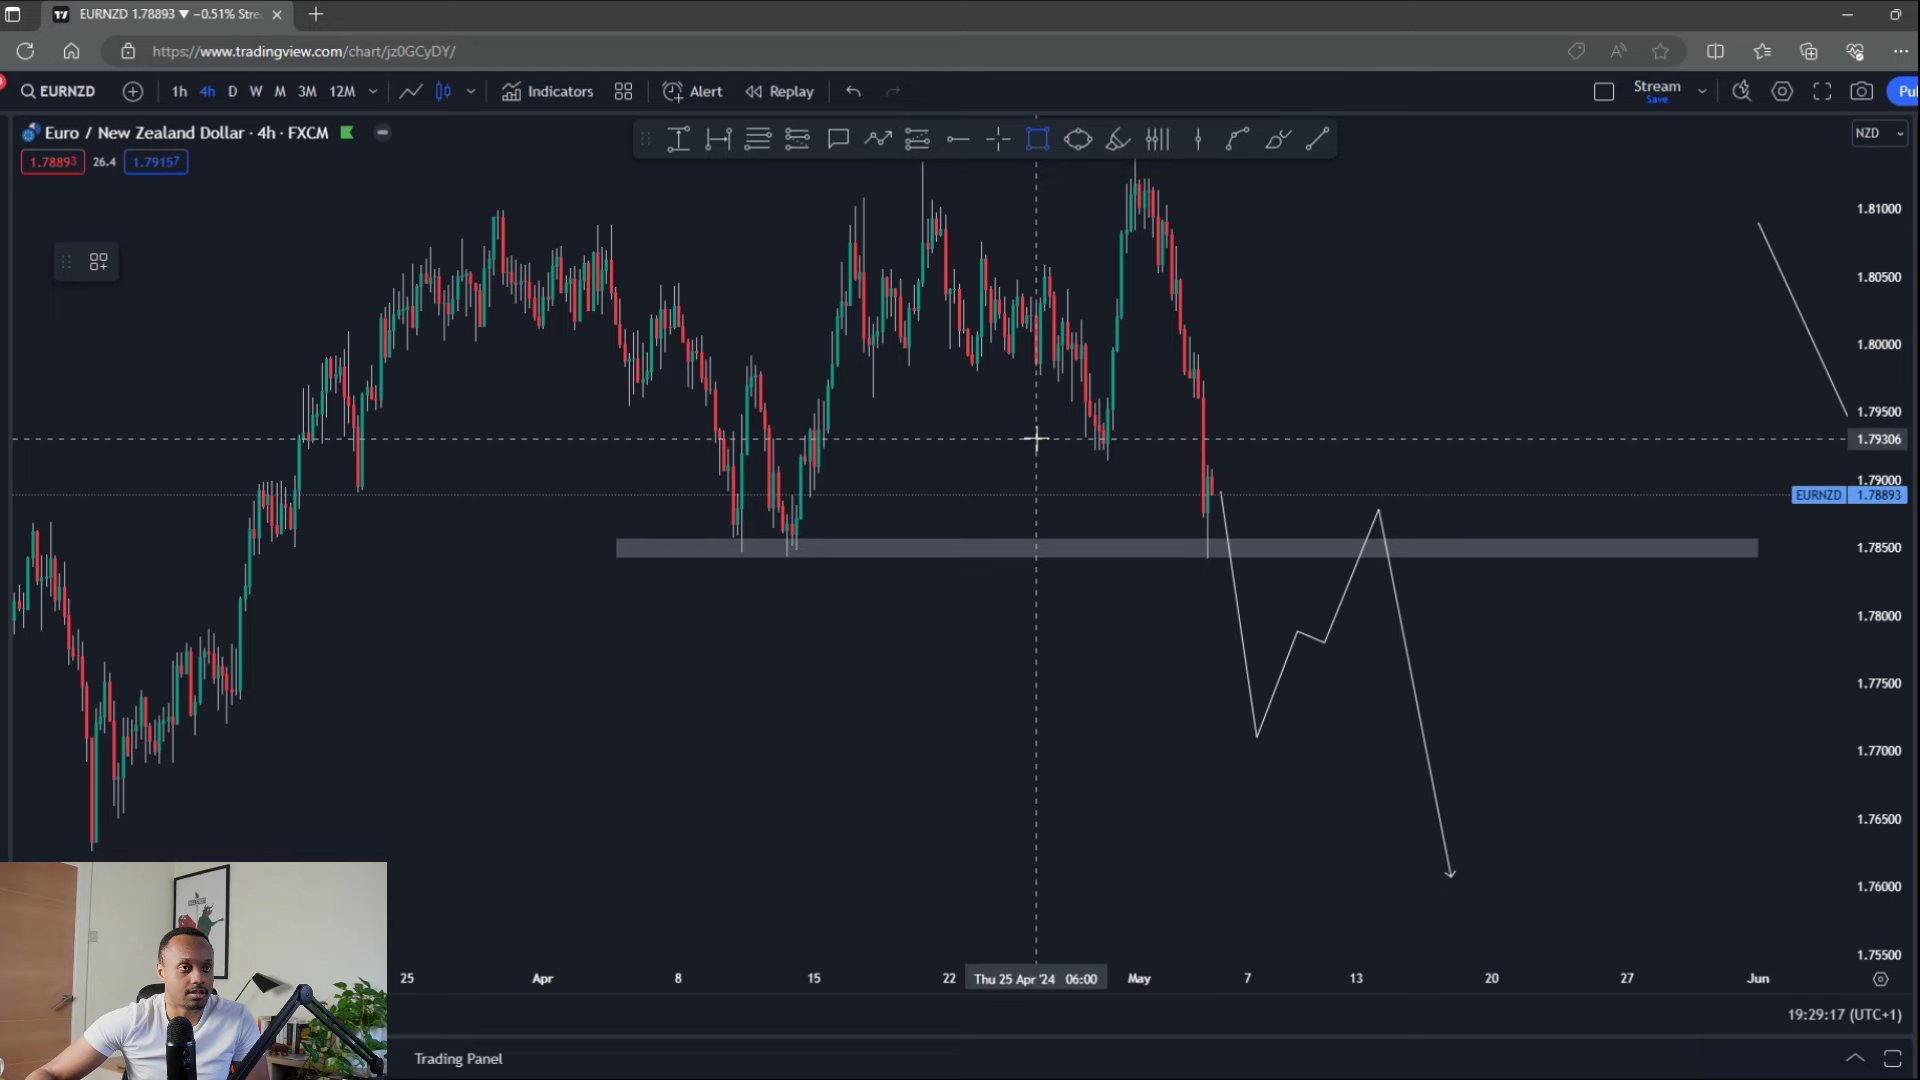 EURNZD 1.78893 ▼ −0.51% Stre
https://www.tradingview.com/chart/jz0GCyDY/
EURNZD 1h 4h D W M 3M 12M Indicators Alert Replay Stream Save Pul
Euro / New Zealand Dollar · 4h · FXCM
NZD
1.78893 26.4 1.79157
1.81000
1.80500
1.80000
1.79500
1.79306
1.79000
EURNZD 1.78893
1.78500
1.78000
1.77500
1.77000
1.76500
1.76000
1.75500
25 Apr 8 15 22 Thu 25 Apr '24 06:00 May 7 13 20 27 Jun
19:29:17 (UTC+1)
Trading Panel